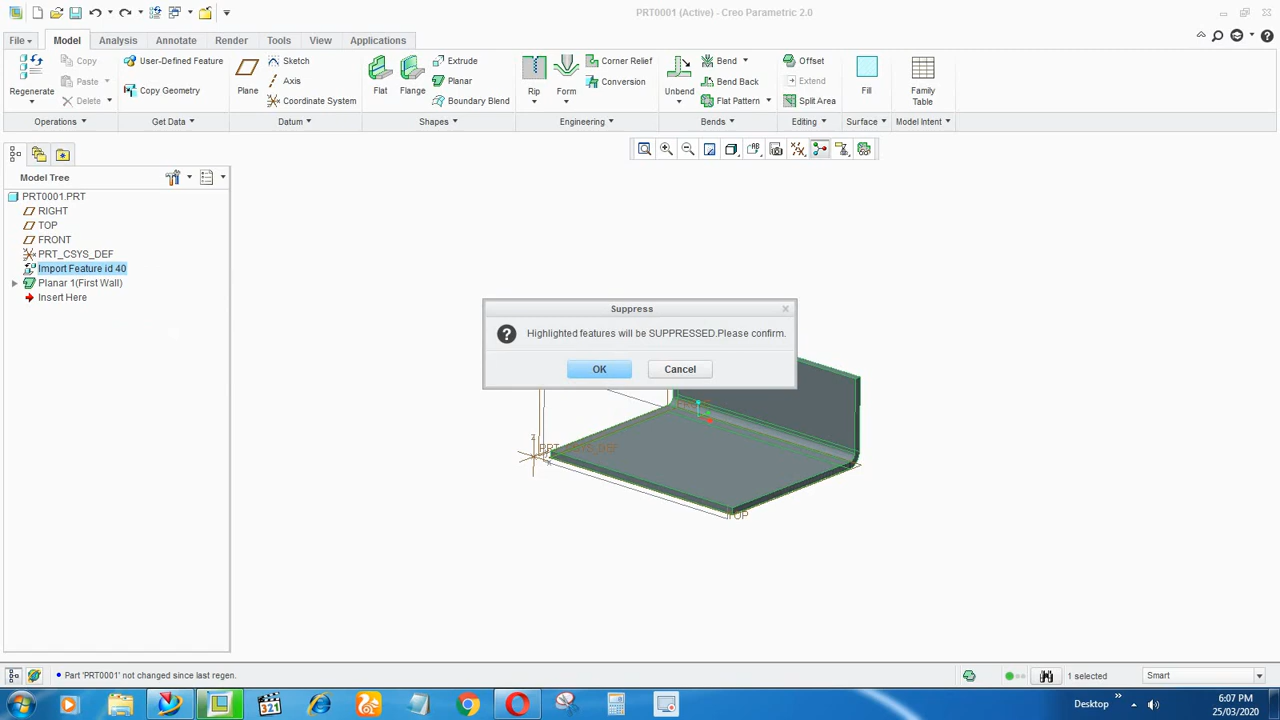 PRT0001 (Active) - Creo Parametric 2.0
File Model Analysis Annotate Render Tools View Applications
Regenerate
Copy
Paste
Delete
Operations
User-Defined Feature
Copy Geometry
Get Data
Plane
Sketch
Axis
Coordinate System
Datum
Flat
Flange
Extrude
Planar
Boundary Blend
Shapes
Rip
Form
Corner Relief
Conversion
Engineering
Unbend
Bend
Bend Back
Flat Pattern
Bends
Offset
Extend
Split Area
Editing
Fill
Surface
Family
Table
Model Intent
Model Tree
PRT0001.PRT
RIGHT
TOP
FRONT
PRT_CSYS_DEF
Import Feature id 40
Planar 1(First Wall)
Insert Here
Suppress
Highlighted features will be SUPPRESSED.Please confirm.
OK Cancel
Z
PRT_CSYS_DEF
TOP
Part 'PRT0001' not changed since last regen.
1 selected
Smart
321
Desktop
6:07 PM
25/03/2020